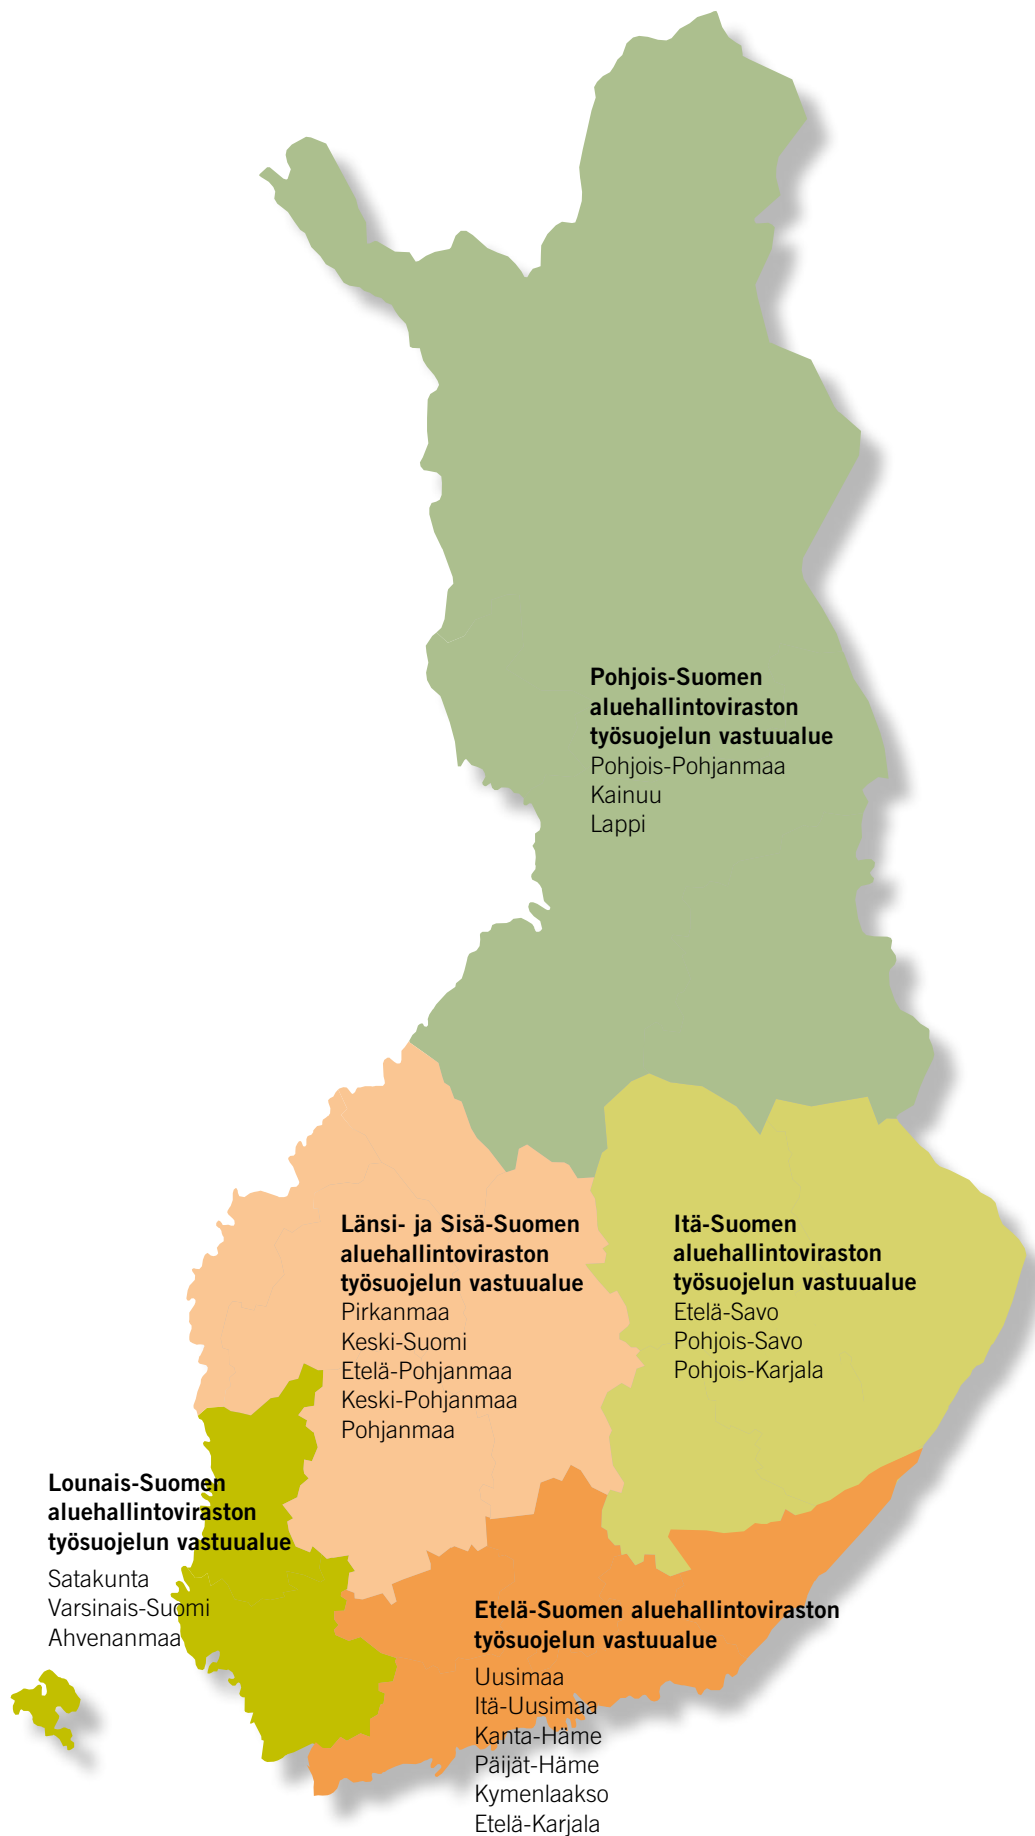 Pohjois-Suomen
aluehallintoviraston
työsuojelun vastuualue
Pohjois-Pohjanmaa
Kainuu
Lappi
Länsi- ja Sisä-Suomen
aluehallintoviraston
työsuojelun vastuualue
Pirkanmaa
Keski-Suomi
Etelä-Pohjanmaa
Keski-Pohjanmaa
Pohjanmaa
Itä-Suomen
aluehallintoviraston
työsuojelun vastuualue
Etelä-Savo
Pohjois-Savo
Pohjois-Karjala
Lounais-Suomen
aluehallintoviraston
työsuojelun vastuualue
Satakunta
Varsinais-Suomi
Ahvenanmaa
Etelä-Suomen aluehallintoviraston
työsuojelun vastuualue
Uusimaa
Itä-Uusimaa
Kanta-Häme
Päijät-Häme
Kymenlaakso
Etelä-Karjala